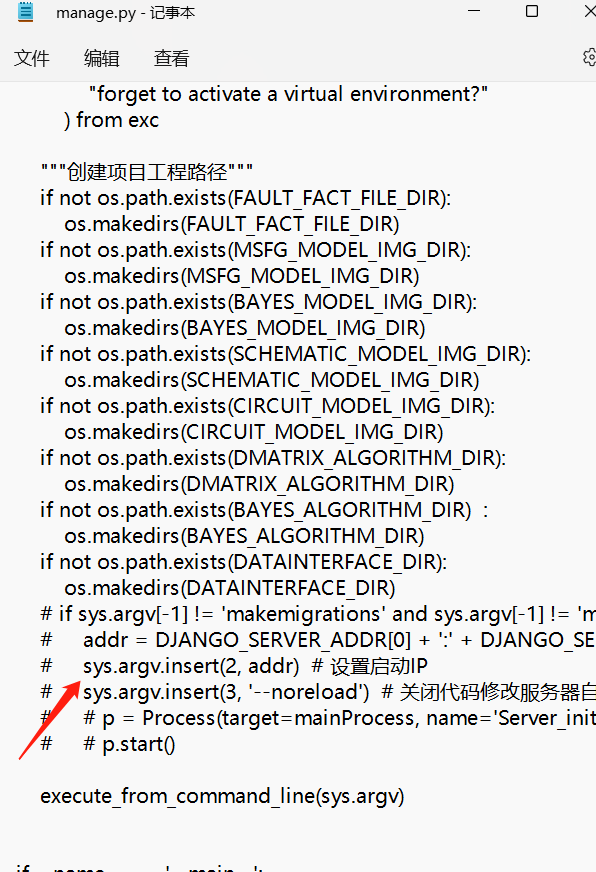 manage.py - 记事本
文件 编辑 查看
"forget to activate a virtual environment?"
) from exc
"""创建项目工程路径"""
if not os.path.exists(FAULT_FACT_FILE_DIR):
os.makedirs(FAULT_FACT_FILE_DIR)
if not os.path.exists(MSFG_MODEL_IMG_DIR):
os.makedirs(MSFG_MODEL_IMG_DIR)
if not os.path.exists(BAYES_MODEL_IMG_DIR):
os.makedirs(BAYES_MODEL_IMG_DIR)
if not os.path.exists(SCHEMATIC_MODEL_IMG_DIR):
os.makedirs(SCHEMATIC_MODEL_IMG_DIR)
if not os.path.exists(CIRCUIT_MODEL_IMG_DIR):
os.makedirs(CIRCUIT_MODEL_IMG_DIR)
if not os.path.exists(DMATRIX_ALGORITHM_DIR):
os.makedirs(DMATRIX_ALGORITHM_DIR)
if not os.path.exists(BAYES_ALGORITHM_DIR) :
os.makedirs(BAYES_ALGORITHM_DIR)
if not os.path.exists(DATAINTERFACE_DIR):
os.makedirs(DATAINTERFACE_DIR)
# if sys.argv[-1] != 'makemigrations' and sys.argv[-1] != 'm
# addr = DJANGO_SERVER_ADDR[0] + ':' + DJANGO_SE
# sys.argv.insert(2, addr) # 设置启动IP
# sys.argv.insert(3, '--noreload') # 关闭代码修改服务器自
# # p = Process(target=mainProcess, name='Server_init
# # p.start()
execute_from_command_line(sys.argv)